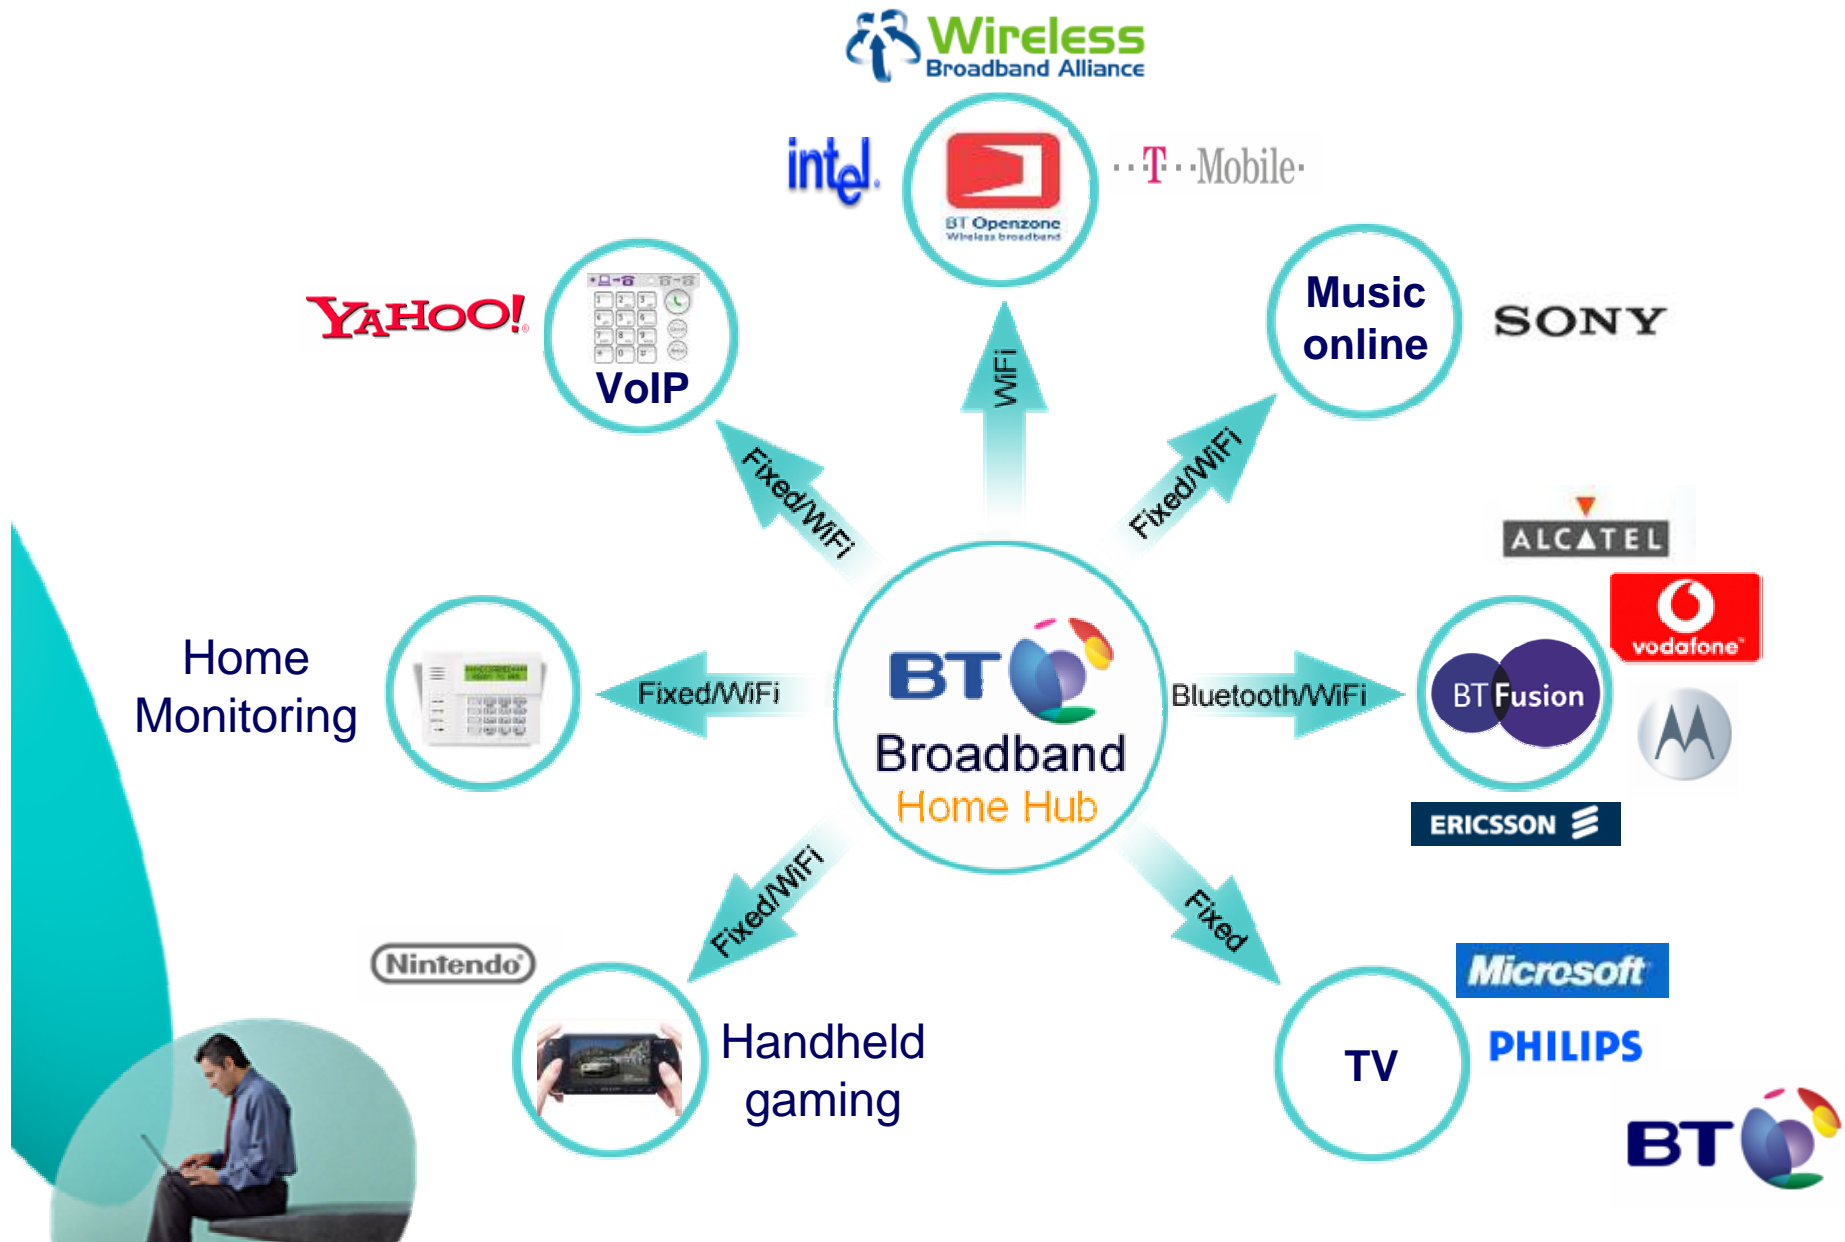 Wireless
Broadband Alliance
intel.
BT Openzone
Wireless broadband
T Mobile
YAHOO!
VoIP
Music
online
SONY
WiFi
Fixed/WiFi
Fixed/WiFi
ALCATEL
vodafone
Home
Monitoring
Fixed/WiFi
BT
Broadband
Home Hub
Bluetooth/WiFi
BT Fusion
ERICSSON
Fixed/WiFi
Fixed
Nintendo
Handheld
gaming
TV
Microsoft
PHILIPS
BT